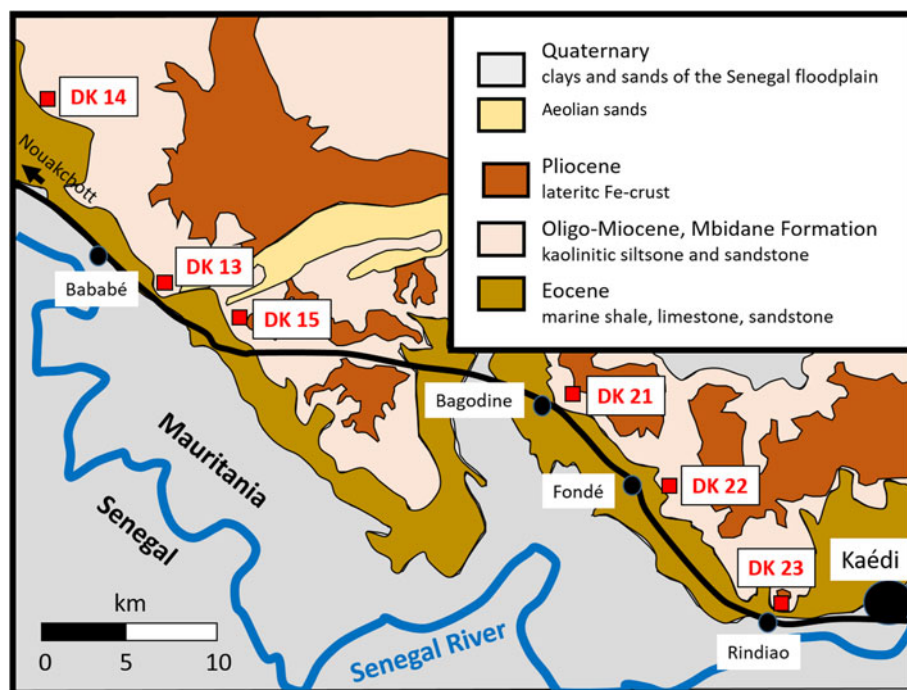 Quaternary
clays and sands of the Senegal floodplain
Aeolian sands
Pliocene
lateritc Fe-crust
Oligo-Miocene, Mbidane Formation
kaolinitic siltsone and sandstone
Eocene
marine shale, limestone, sandstone
DK 14
Nouakchott
DK 13
Bababé
DK 15
DK 21
Bagodine
Mauritania
Senegal
Fondé
DK 22
DK 23
Kaédi
km
0 5 10
Senegal River
Rindiao